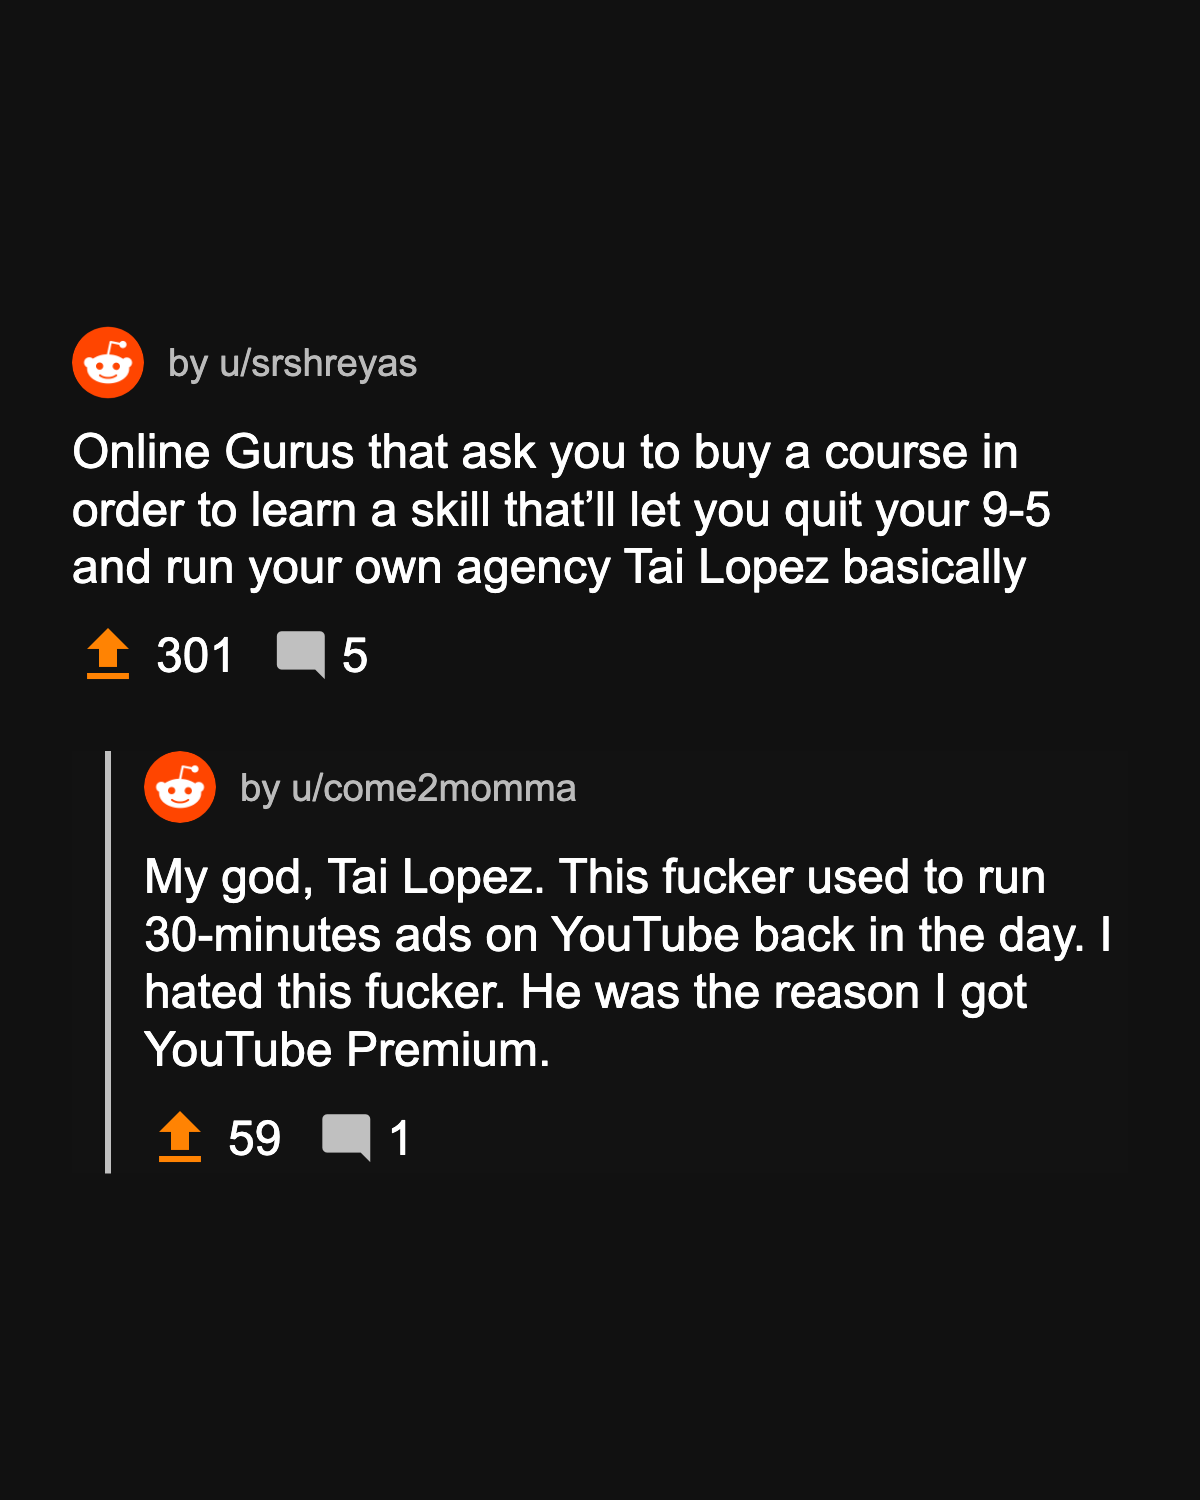 by u/srshreyas
Online Gurus that ask you to buy a course in
order to learn a skill that’ll let you quit your 9-5
and run your own agency Tai Lopez basically
301 5
by u/come2momma
My god, Tai Lopez. This fucker used to run
30-minutes ads on YouTube back in the day. I
hated this fucker. He was the reason I got
YouTube Premium.
59 1